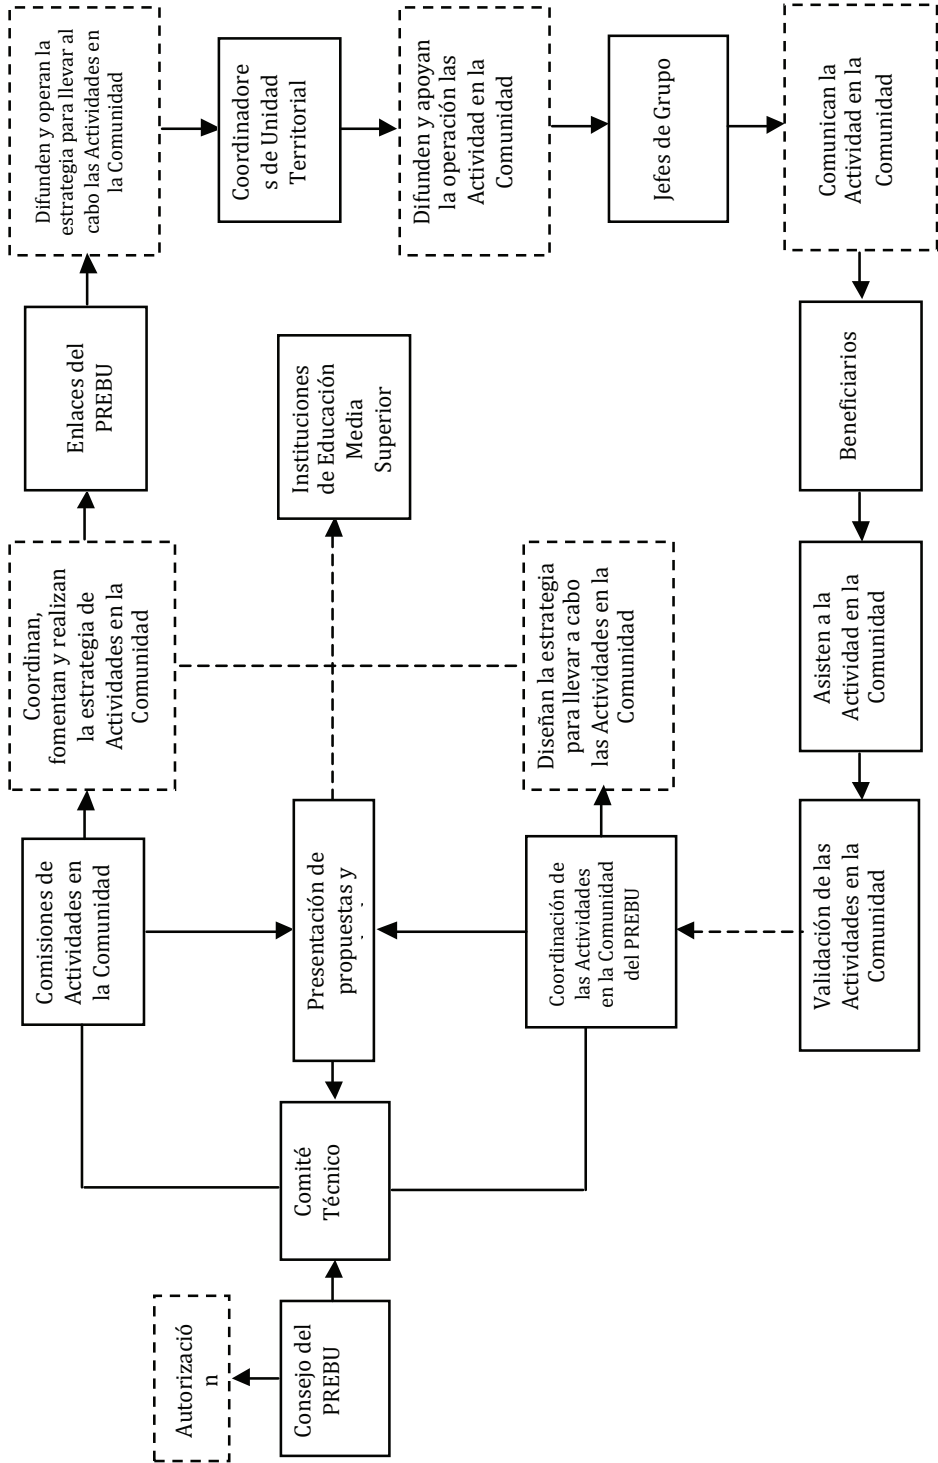 Comisiones de
Actividades en
la Comunidad
Coordinan,
fomentan y realizan
la estrategia de
Actividades en la
Comunidad
Enlaces del
PREBU
Difunden y operan la
estrategia para llevar al
cabo las Actividades en
la Comunidad
Autorizació
n
Coordinadore
s de Unidad
Territorial
Consejo del
PREBU
Comité
Técnico
Presentación de
propuestas y
Instituciones
de Educación
Media
Superior
Difunden y apoyan
la operación las
Actividad en la
Comunidad
Coordinación de
las Actividades
en la Comunidad
del PREBU
Diseñan la estrategia
para llevar a cabo
las Actividades en la
Comunidad
Jefes de Grupo
Validación de las
Actividades en la
Comunidad
Asisten a la
Actividad en la
Comunidad
Beneficiarios
Comunican la
Actividad en la
Comunidad